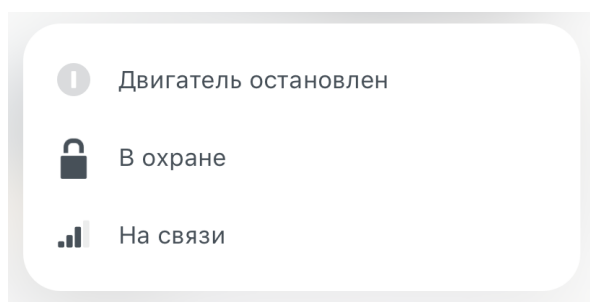 Двигатель остановлен
В охране
На связи